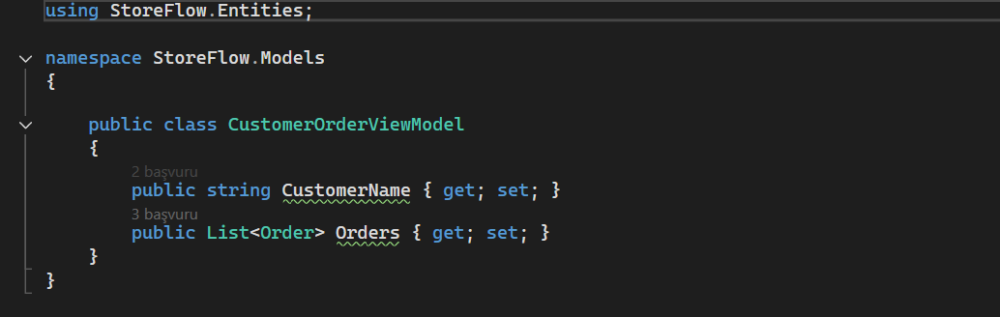 using StoreFlow.Entities;
namespace StoreFlow.Models
{
public class CustomerOrderViewModel
{
2 başvuru
public string CustomerName { get; set; }
3 başvuru
public List<Order> Orders { get; set; }
}
}